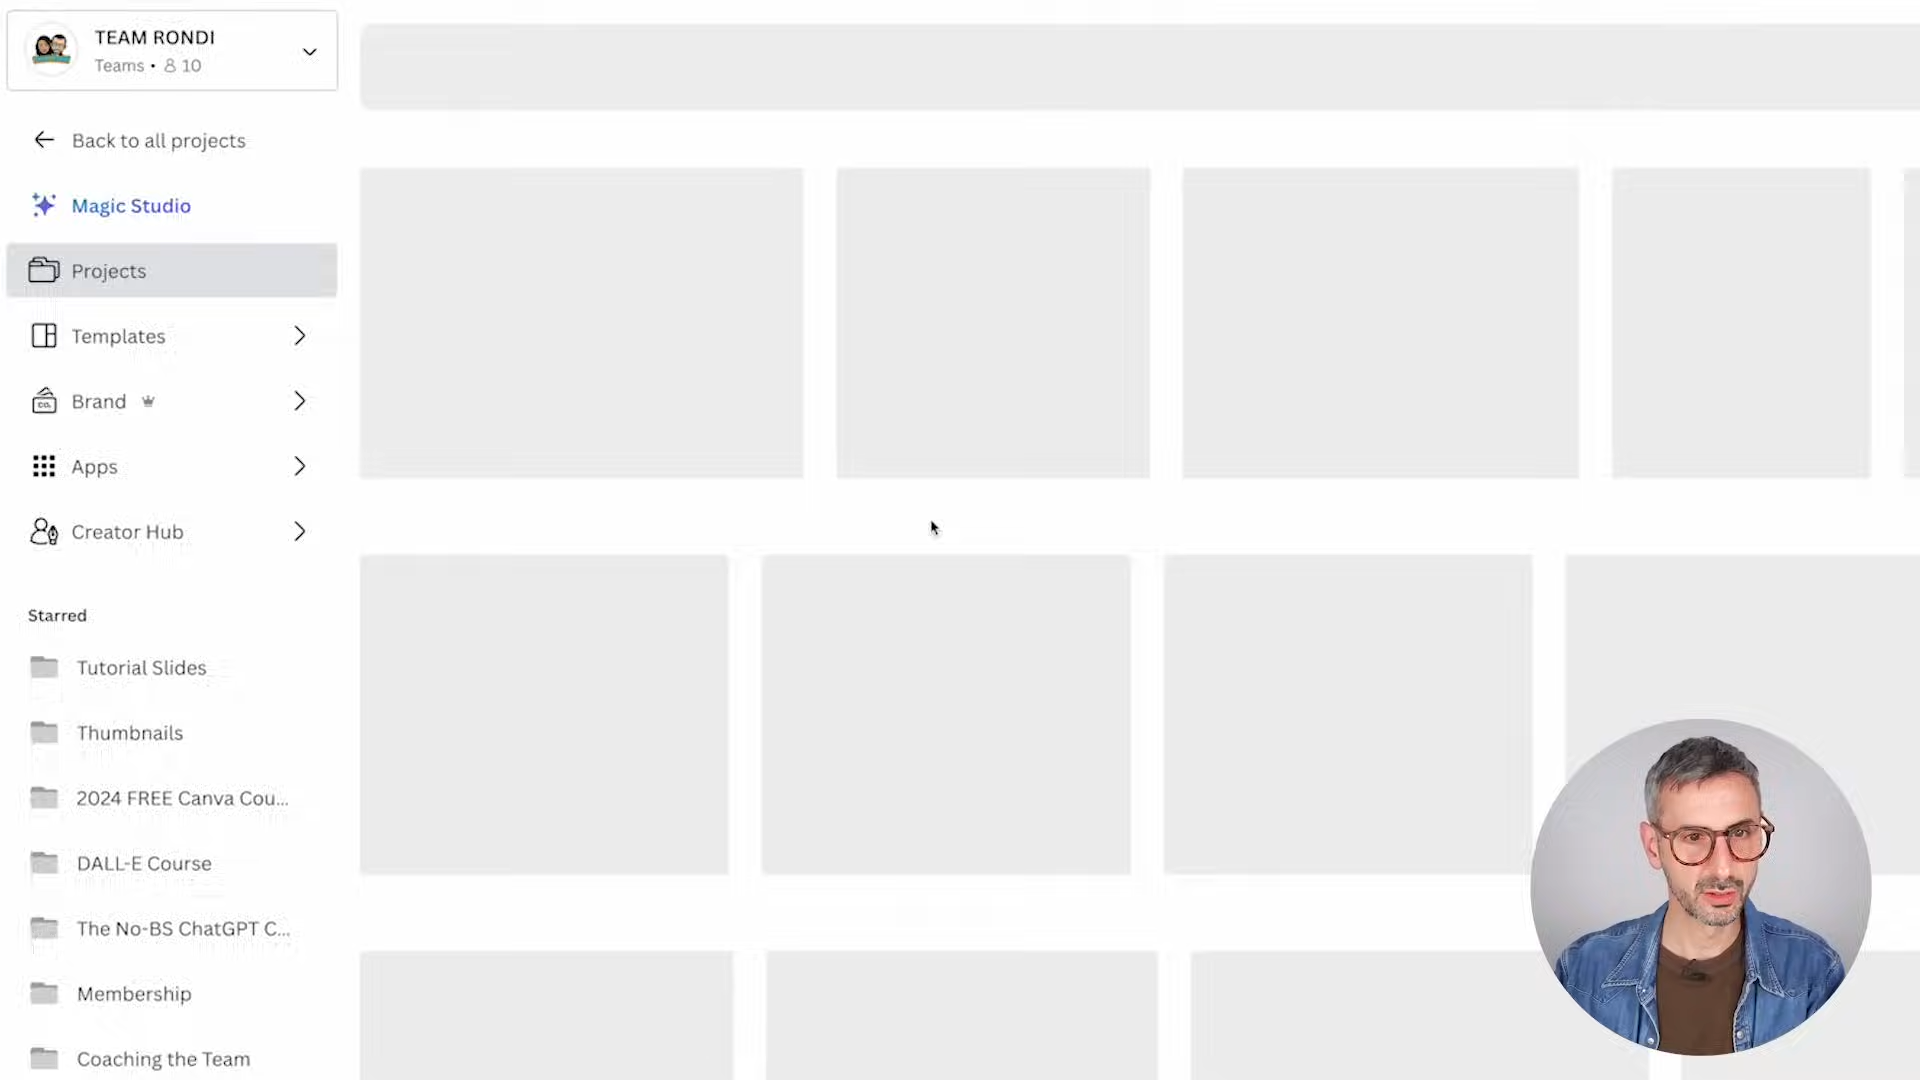 TEAM RONDI
Teams • 10
Back to all projects
Magic Studio
Projects
Templates
Brand
CO.
Apps
Creator Hub
Starred
Tutorial Slides
Thumbnails
2024 FREE Canva Cou...
DALL-E Course
The No-BS ChatGPT C...
Membership
Coaching the Team